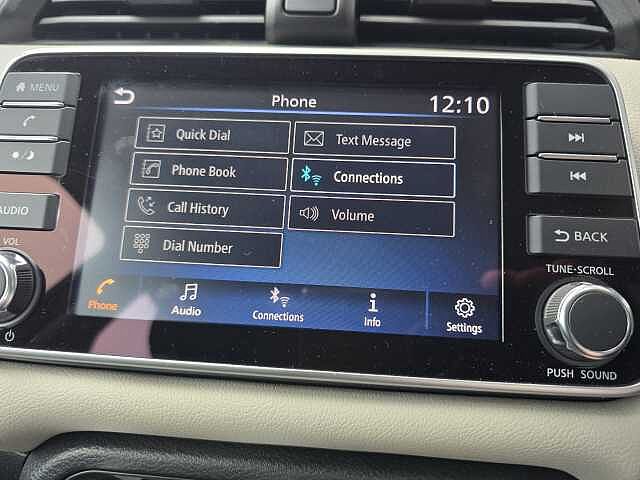 MENU
AUDIO
VOL
Phone
12:10
Quick Dial
Text Message
Phone Book
Connections
Call History
Volume
Dial Number
Phone
Audio
Connections
Info
Settings
BACK
TUNE-SCROLL
PUSH SOUND